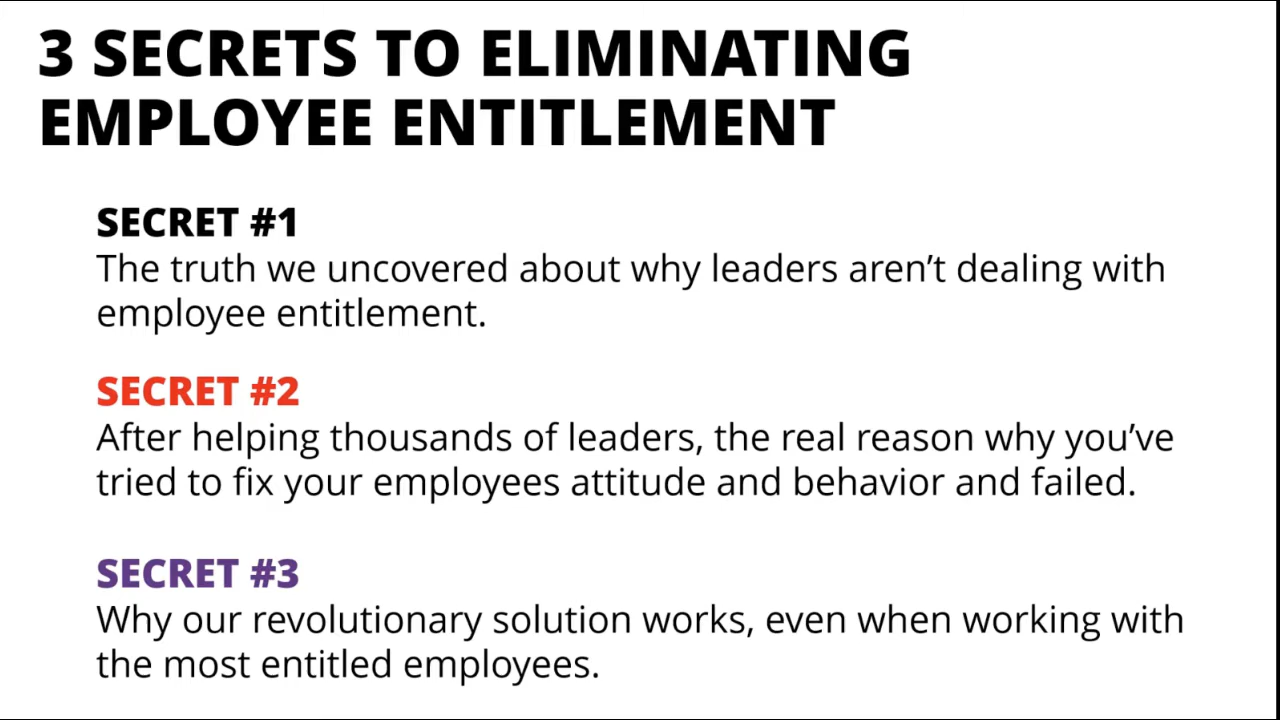 3 SECRETS TO ELIMINATING
EMPLOYEE ENTITLEMENT
SECRET #1
The truth we uncovered about why leaders aren’t dealing with
employee entitlement.
SECRET #2
After helping thousands of leaders, the real reason why you’ve
tried to fix your employees attitude and behavior and failed.
SECRET #3
Why our revolutionary solution works, even when working with
the most entitled employees.